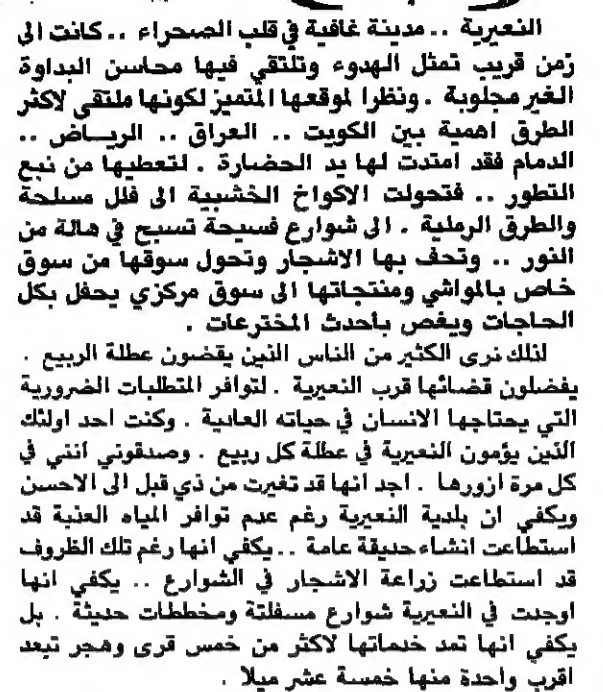 النعيرية .. مدينة غافية في قلب الصحراء .. كانت الى
زمن قريب تمثل الهدوء وتلتقي فيها محاسن البداوة
الغير مجلوبة . ونظرا لموقعها المتميز لكونها ملتقى لاكثر
الطرق اهمية بين الكويت .. العراق .. الرياض ..
الدمام فقد امتدت لها يد الحضارة . لتعطيها من نبع
التطور .. فتحولت الاكواخ الخشبية الى فلل مسلحة
والطرق الرملية . الى شوارع فسيحة تسبح في هالة من
النور .. وتحف بها الاشجار وتحول سوقها من سوق
خاص بالمواشي ومنتجاتها الى سوق مركزي يحفل بكل
الحاجات ويغص بأحدث المخترعات .
لذلك نرى الكثير من الناس الذين يقضون عطلة الربيع .
يفضلون قضائها قرب النعيرية . لتوافر المتطلبات الضرورية
التي يحتاجها الانسان في حياته العادية . وكنت احد اولئك
الذين يؤمون النعيرية في عطلة كل ربيع . وصدقوني انني في
كل مرة ازورها . اجد انها قد تغيرت من ذي قبل الى الاحسن
ويكفي ان بلدية النعيرية رغم عدم توافر المياه العذبة قد
استطاعت انشاء حديقة عامة .. يكفي انها رغم تلك الظروف
قد استطاعت زراعة الاشجار في الشوارع .. يكفي انها
اوجدت في النعيرية شوارع مسفلتة ومخططات حديثة . بل
يكفي انها تمد خدماتها لاكثر من خمس قرى وهجر تبعد
اقرب واحدة منها خمسة عشر ميلا .